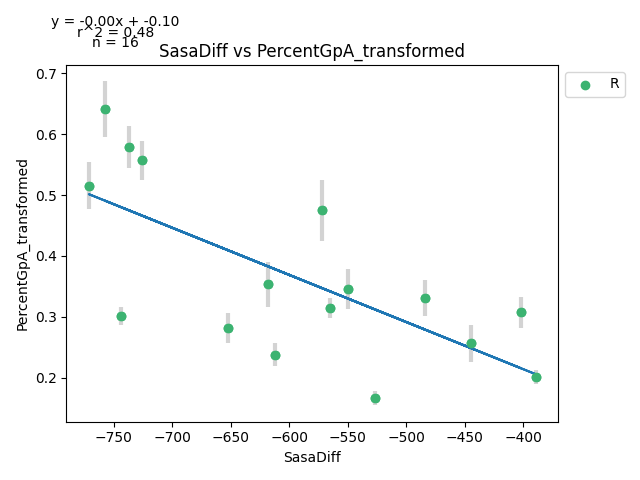 y = -0.00x + -0.10
r^2 = 0.48
n = 16
SasaDiff vs PercentGpA_transformed
R
0.7
0.6
0.5
0.4
0.3
0.2
PercentGpA_transformed
−750 −700 −650 −600 −550 −500 −450 −400
SasaDiff